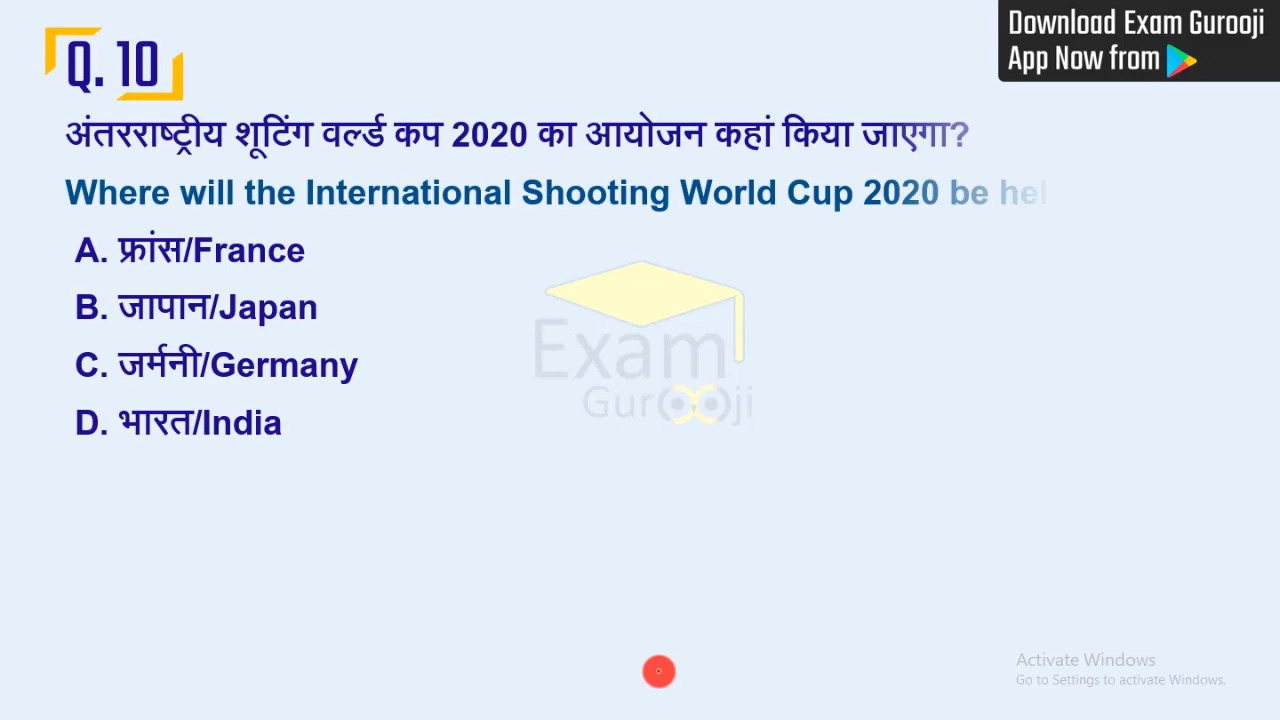 Download Exam Gurooji
App Now from
Q. 10
अंतरराष्ट्रीय शूटिंग वर्ल्ड कप 2020 का आयोजन कहां किया जाएगा?
Where will the International Shooting World Cup 2020 be hel
A. फ्रांस/France
B. जापान/Japan
C. जर्मनी/Germany
D. भारत/India
Exam
Gurooji
Activate Windows
Go to Settings to activate Windows.